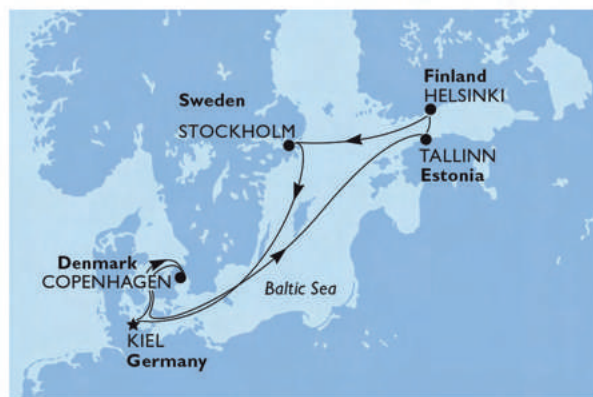 Finland
HELSINKI
Sweden
STOCKHOLM
TALLINN
Estonia
Denmark
COPENHAGEN
Baltic Sea
KIEL
Germany